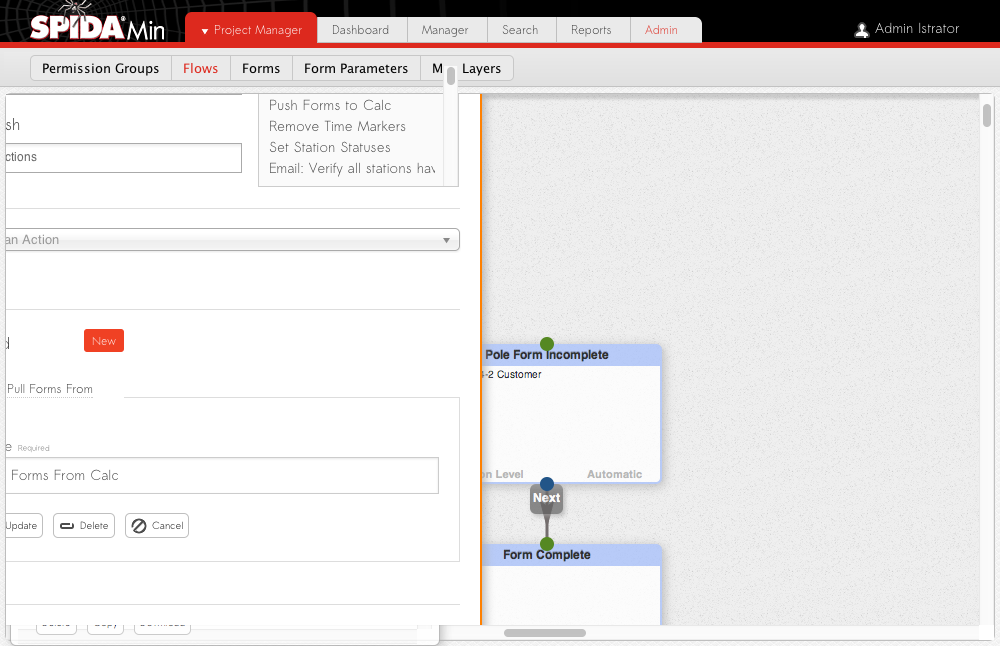 SPIDA®Min
▼ Project Manager
Dashboard
Manager
Search
Reports
Admin
Admin Istrator
Permission Groups
Flows
Forms
Form Parameters
M
Layers
Push Forms to Calc
sh
Remove Time Markers
Set Station Statuses
ctions
Email: Verify all stations hav
an Action
New
Pole Form Incomplete
-2 Customer
Pull Forms From
e Required
Forms From Calc
on Level
Automatic
Next
Update
Delete
Cancel
Form Complete
Delete
Copy
Download